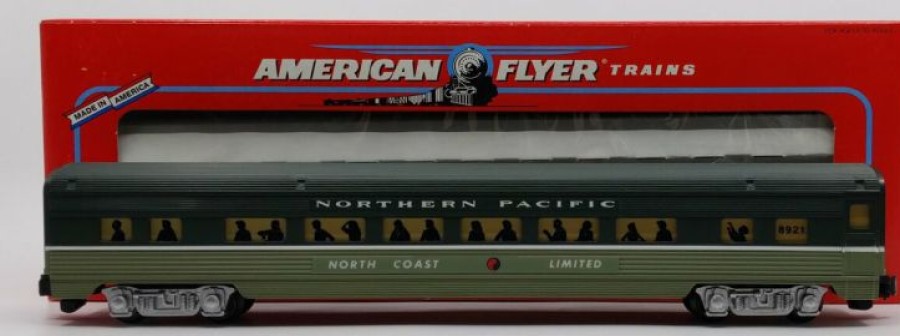 AMERICAN FLYER® TRAINS
MADE IN AMERICA
NORTHERN PACIFIC
8921
NORTH COAST LIMITED